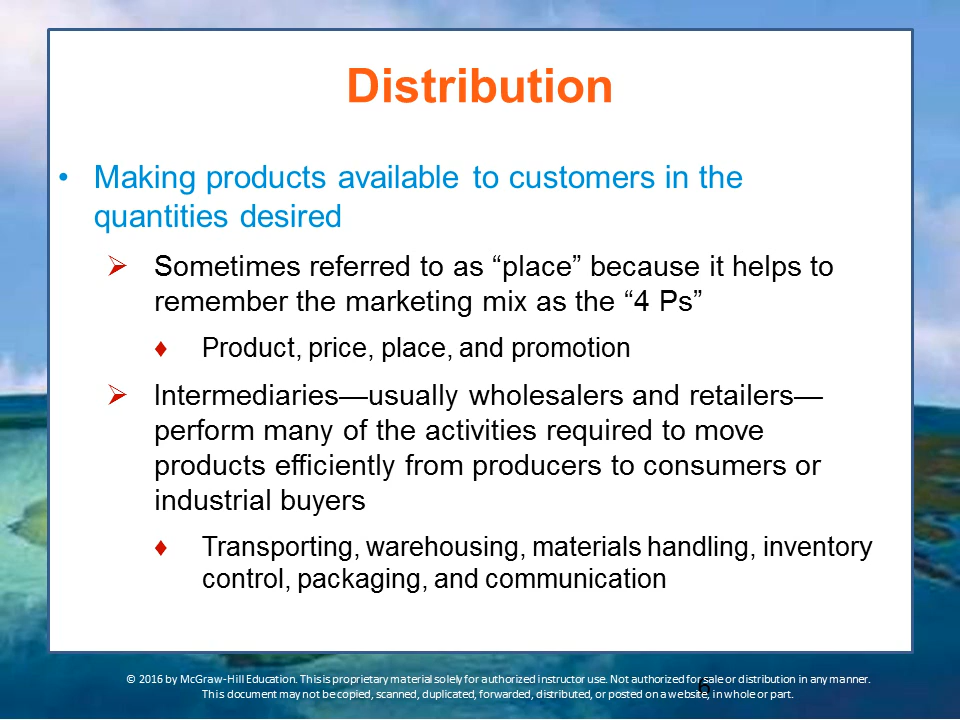 Distribution
• Making products available to customers in the
quantities desired
➢ Sometimes referred to as “place” because it helps to
remember the marketing mix as the “4 Ps”
♦ Product, price, place, and promotion
➢ Intermediaries—usually wholesalers and retailers—
perform many of the activities required to move
products efficiently from producers to consumers or
industrial buyers
♦ Transporting, warehousing, materials handling, inventory
control, packaging, and communication
© 2016 by McGraw-Hill Education. This is proprietary material solely for authorized instructor use. Not authorized for sale or distribution in any manner.
This document may not be copied, scanned, duplicated, forwarded, distributed, or posted on a website, in whole or part.
6